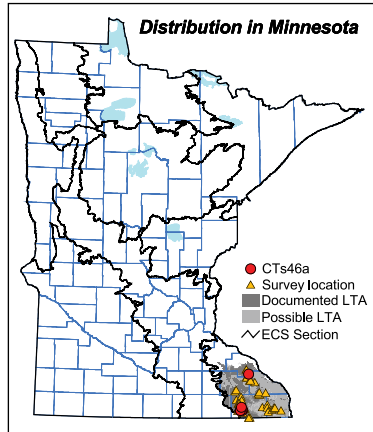 Distribution in Minnesota
CTs46a
Survey location
Documented LTA
Possible LTA
ECS Section